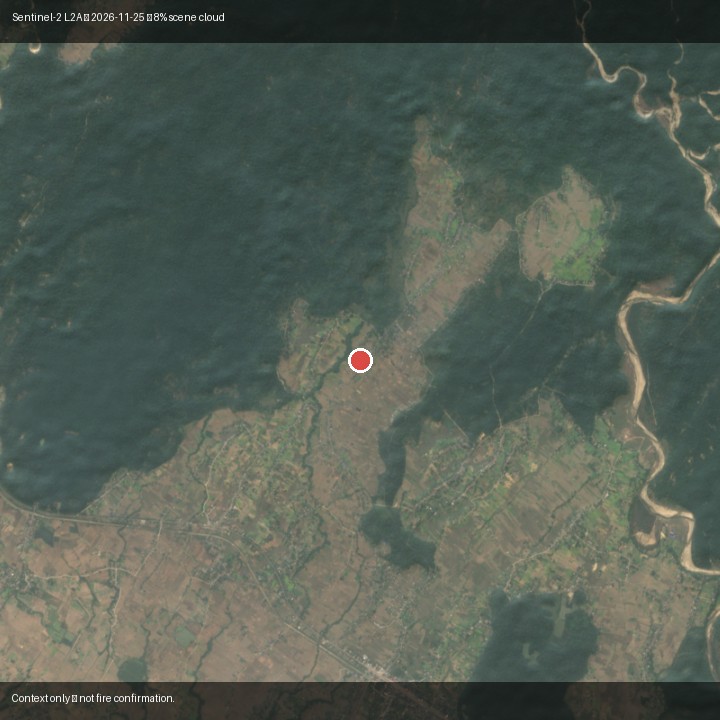 Sentinel-2 L2A▯2026-11-25▯8% scene cloud
Context only▯not fire confirmation.